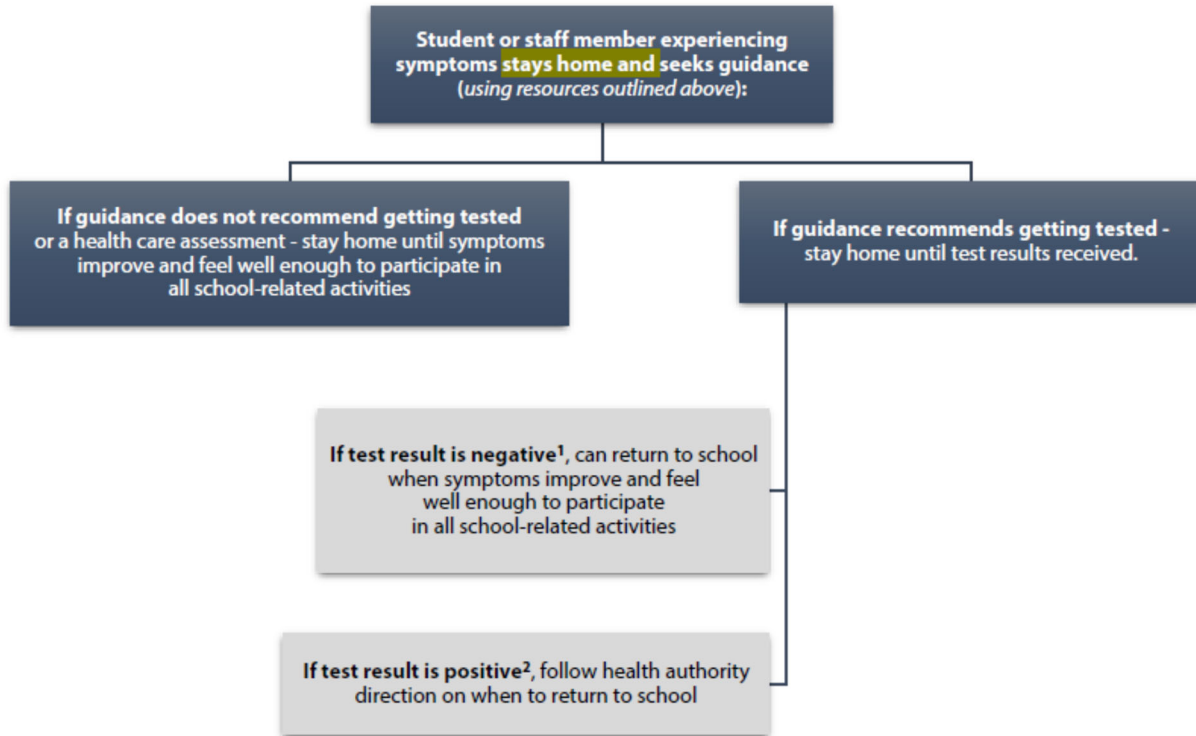 Student or staff member experiencing
symptoms stays home and seeks guidance
(using resources outlined above):
If guidance does not recommend getting tested
or a health care assessment - stay home until symptoms
improve and feel well enough to participate in
all school-related activities
If guidance recommends getting tested -
stay home until test results received.
If test result is negative¹, can return to school
when symptoms improve and feel
well enough to participate
in all school-related activities
If test result is positive², follow health authority
direction on when to return to school